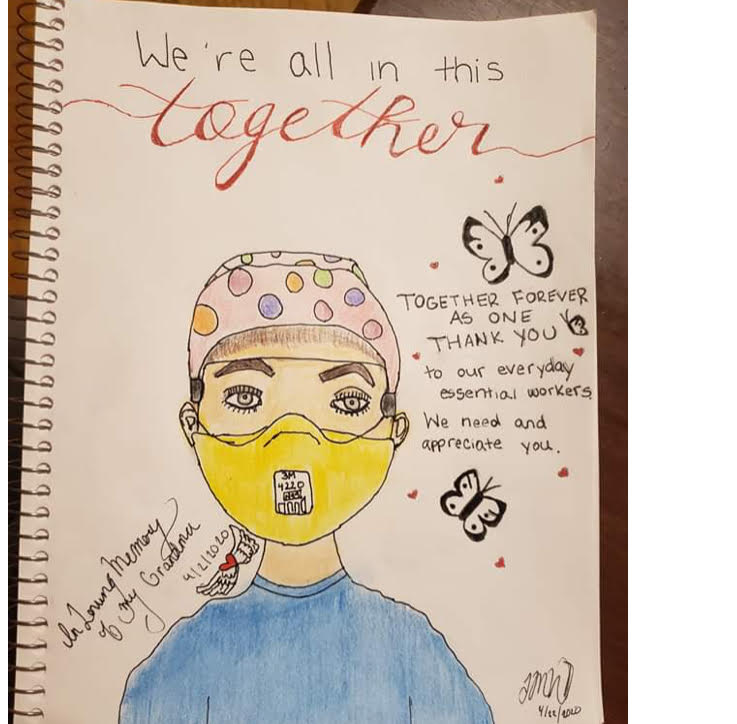 We're all in this
together
TOGETHER FOREVER
AS ONE
THANK YOU
to our everyday
essential workers.
We need and
appreciate you.
3M
4220
In Loving Memory
of my Grandma
4/2/2020
4/22/2020